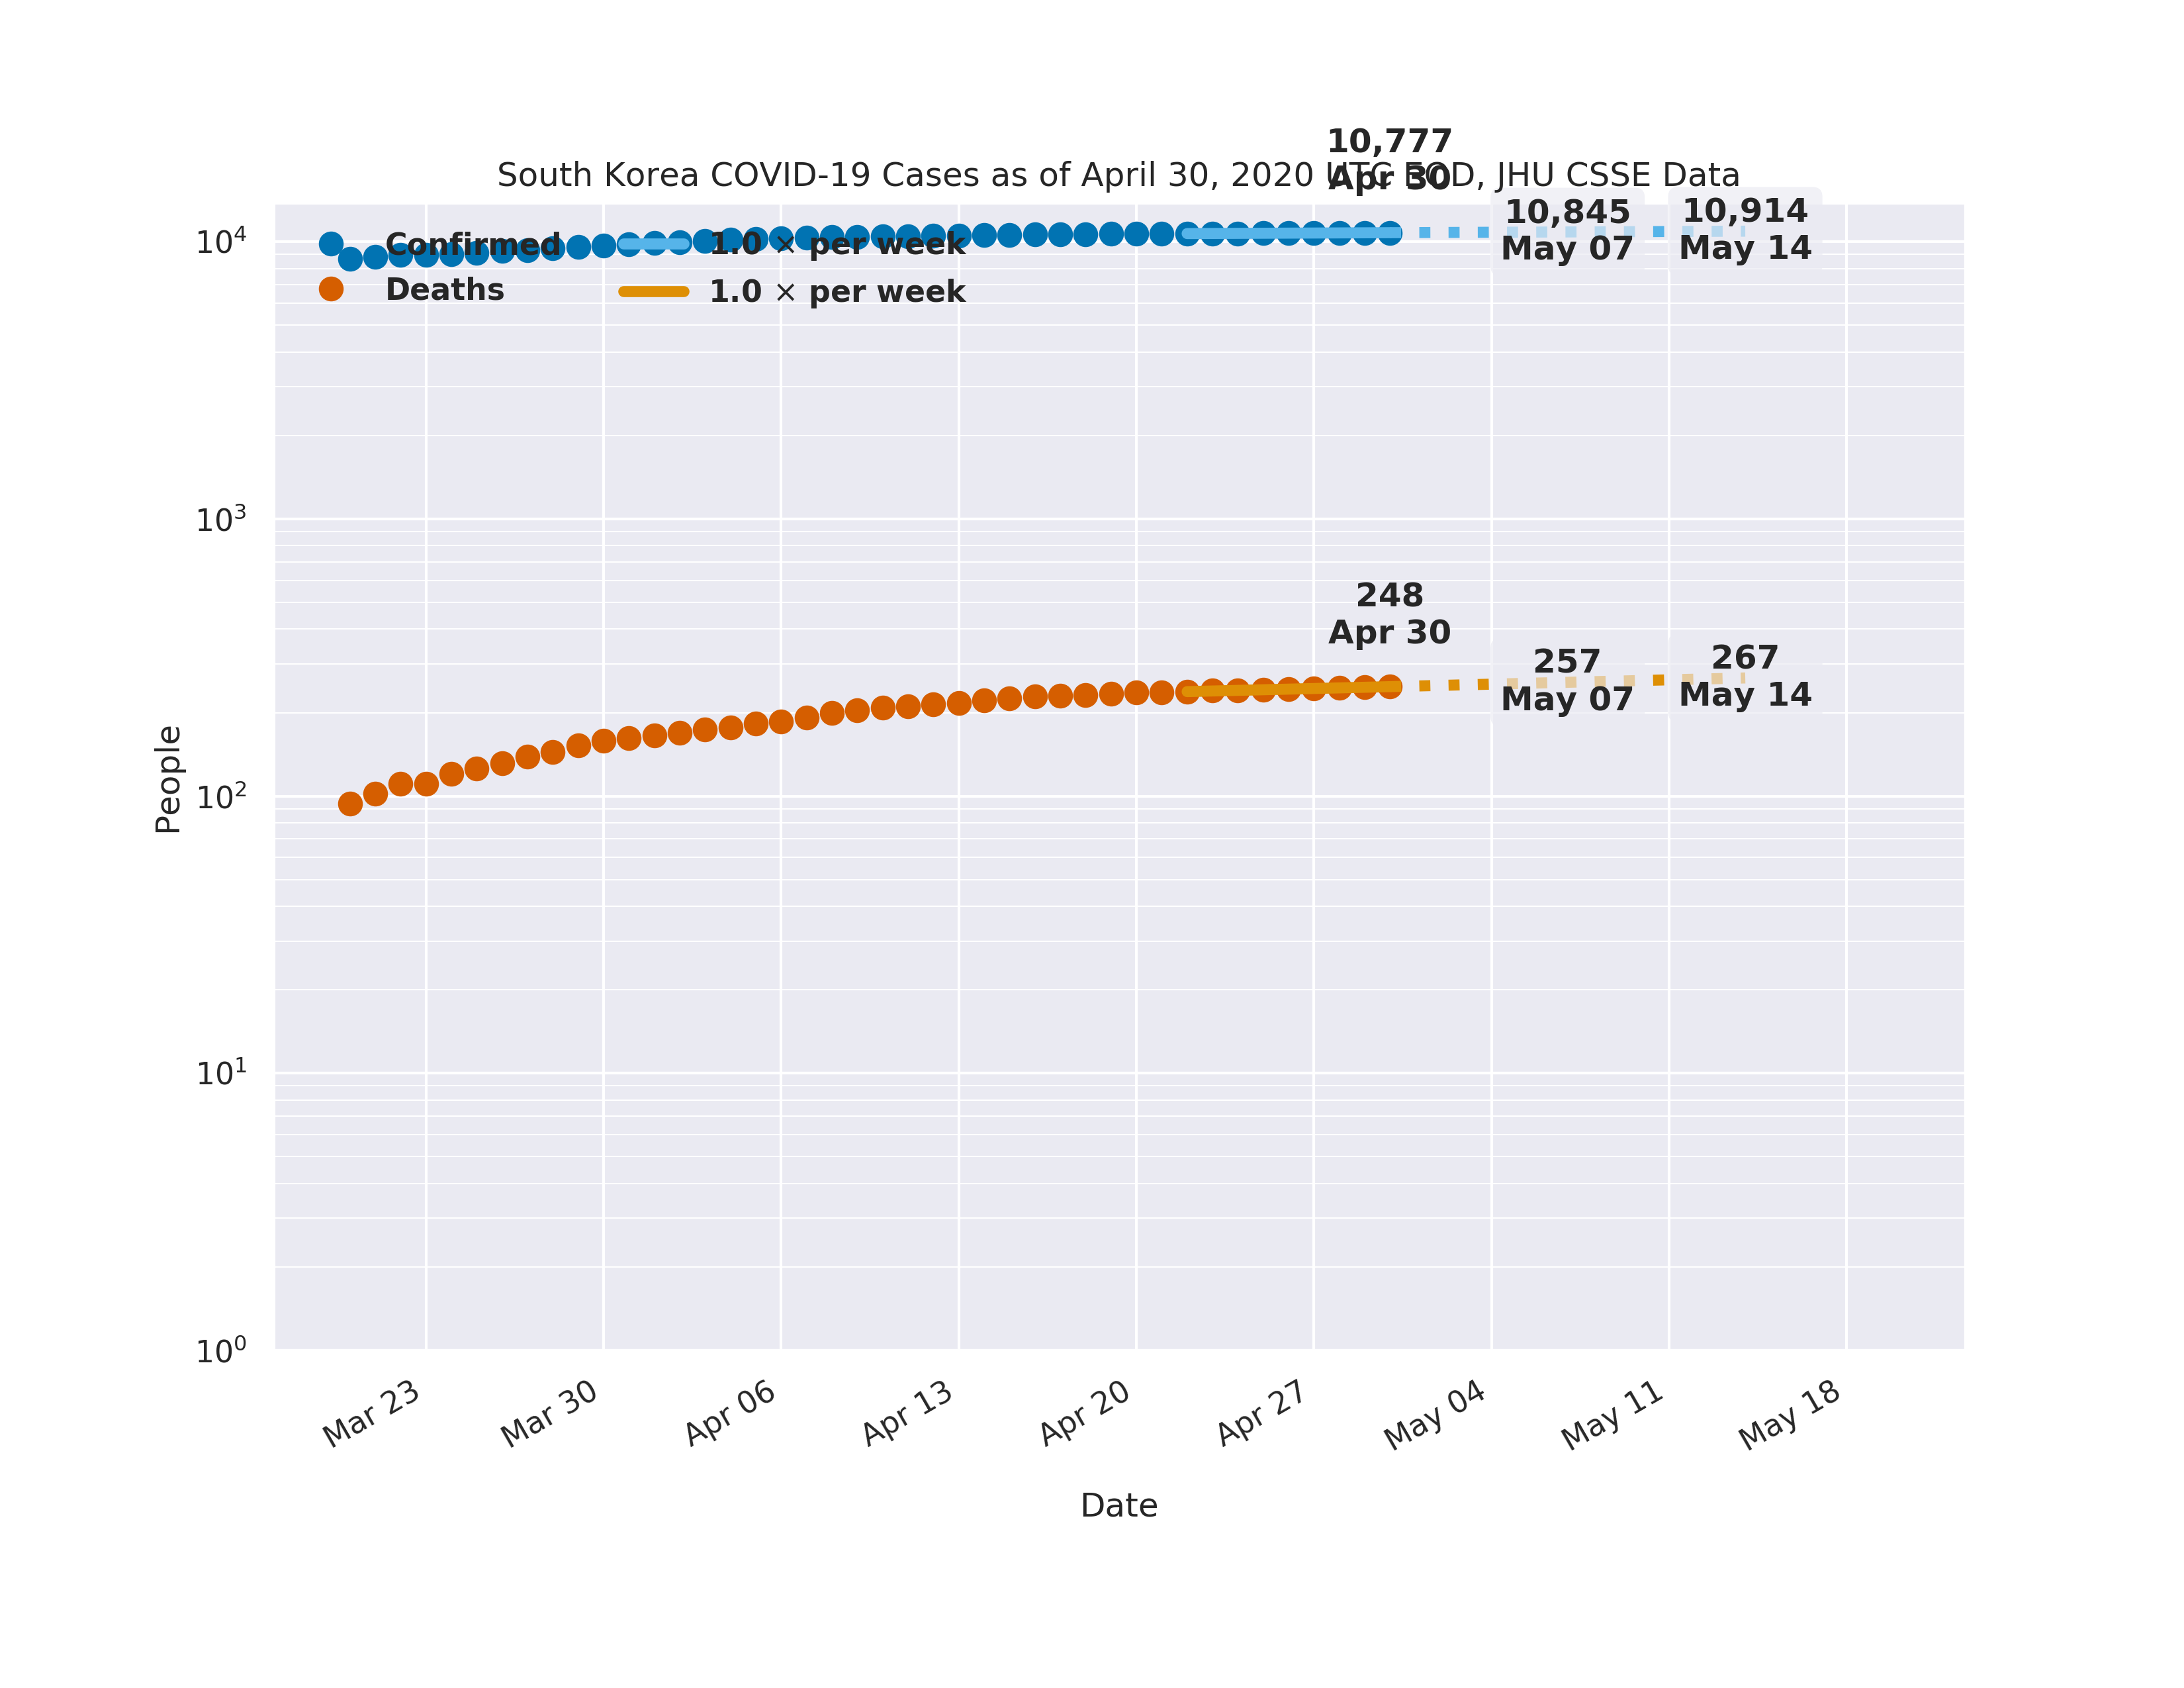 10,777
Apr 30
South Korea COVID-19 Cases as of April 30, 2020 UTC EOD, JHU CSSE Data
10,845
May 07
10,914
May 14
Confirmed
Deaths
1.0 × per week
1.0 × per week
248
Apr 30
257
May 07
267
May 14
People
10⁴
10³
10²
10¹
10⁰
Mar 23
Mar 30
Apr 06
Apr 13
Apr 20
Apr 27
May 04
May 11
May 18
Date